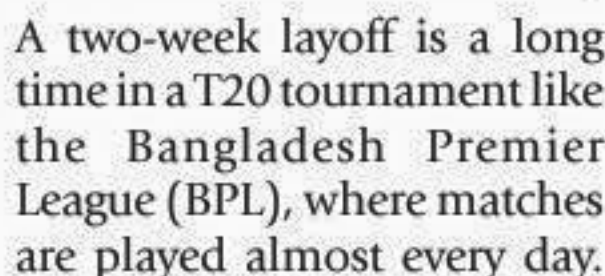 A two-week layoff is a long
time in a T20 tournament like
the Bangladesh Premier
League (BPL), where matches
are played almost every day.